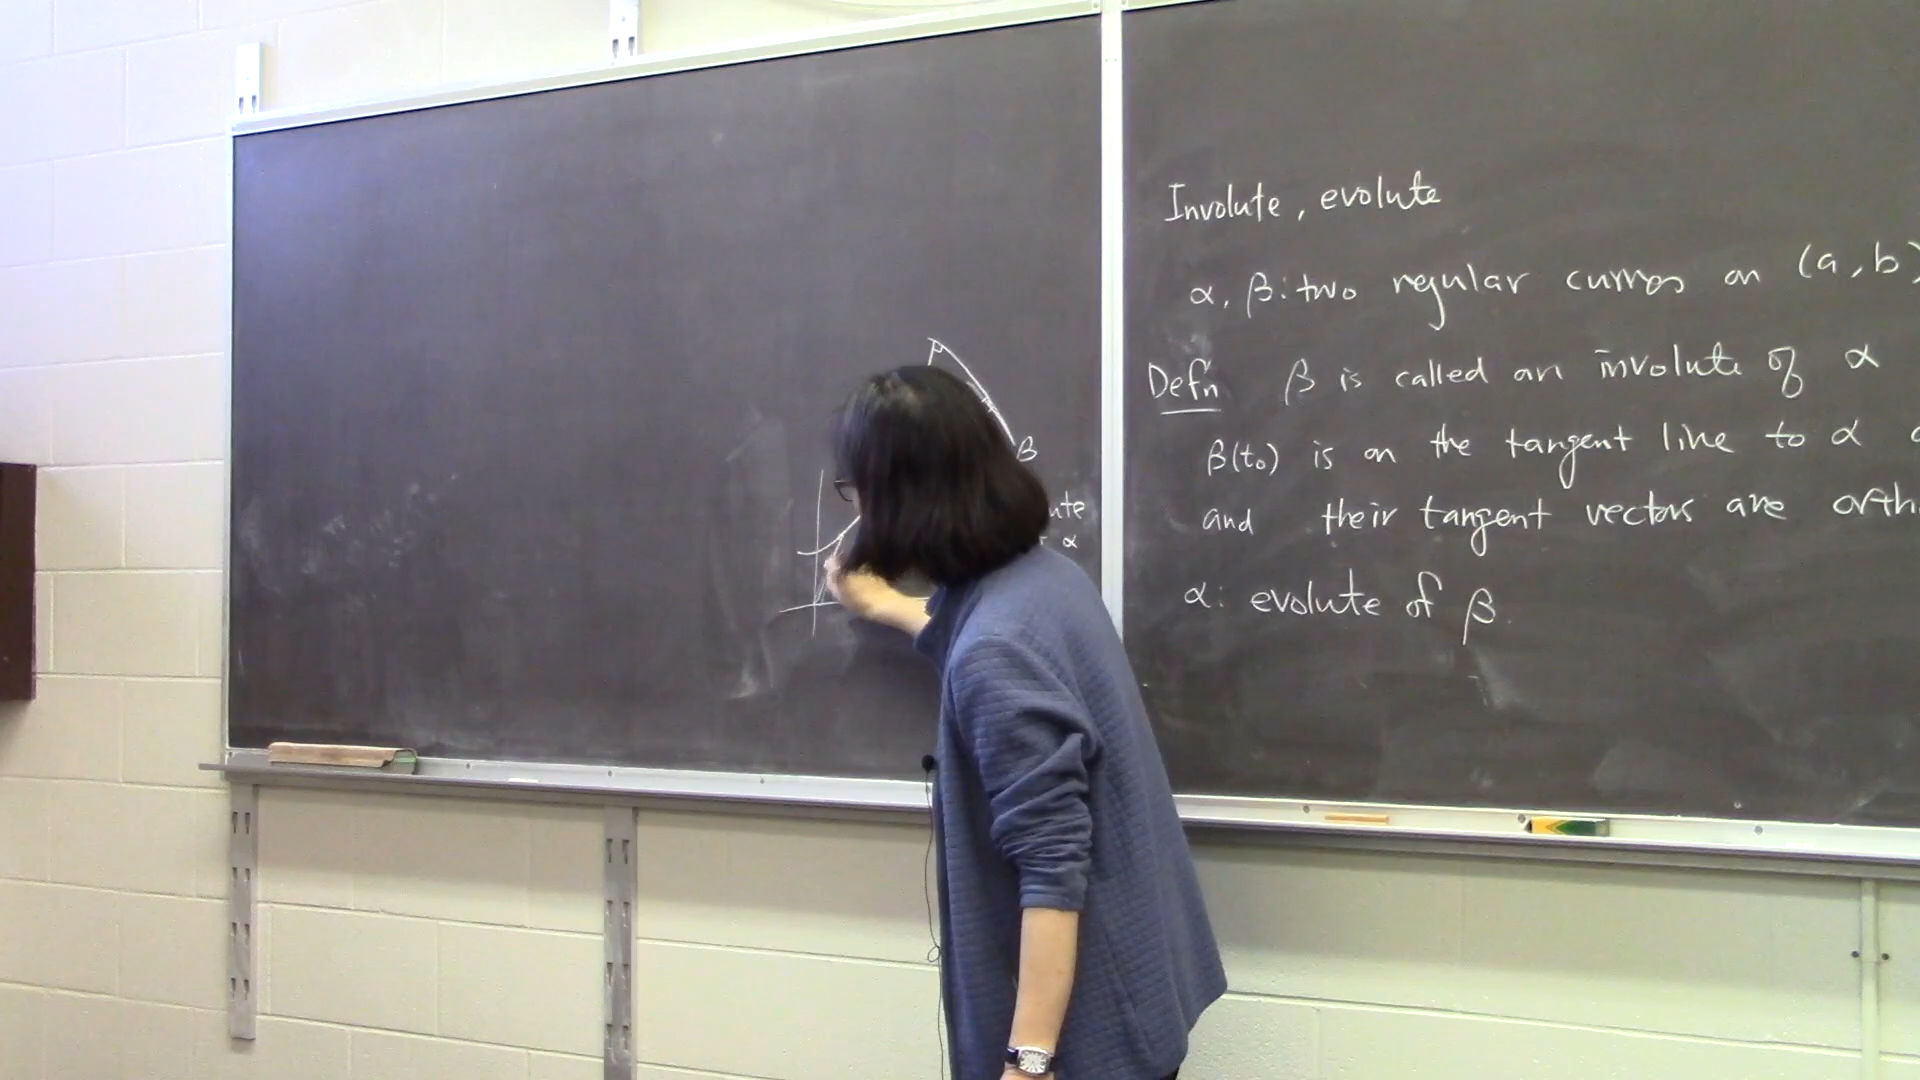 β
α
Involute, evolute
α, β: two regular curves on (a, b)
Defn β is called an involute of α
β(t₀) is on the tangent line to α
and their tangent vectors are orth
α: evolute of β.